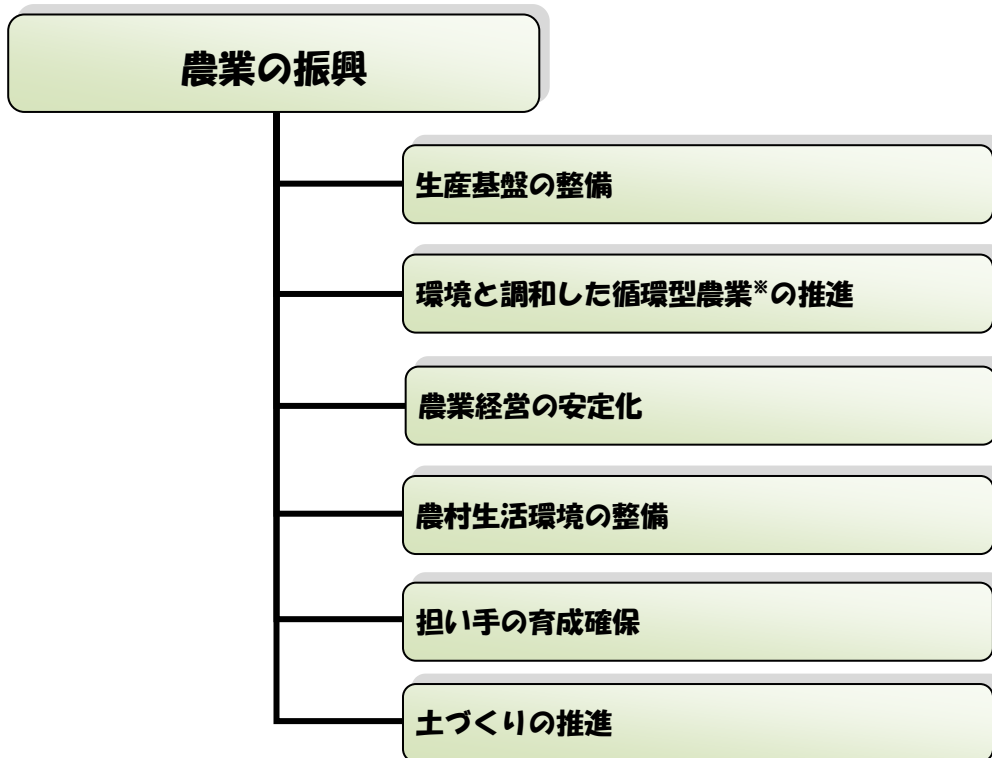 農業の振興
生産基盤の整備
環境と調和した循環型農業※の推進
農業経営の安定化
農村生活環境の整備
担い手の育成確保
土づくりの推進